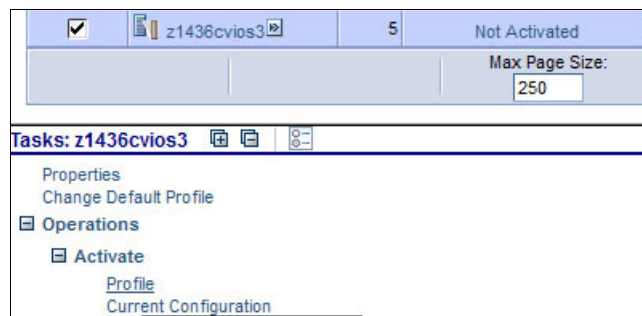 z1436cvios3 5 Not Activated
Max Page Size:
250
Tasks: z1436cvios3
Properties
Change Default Profile
Operations
Activate
Profile
Current Configuration